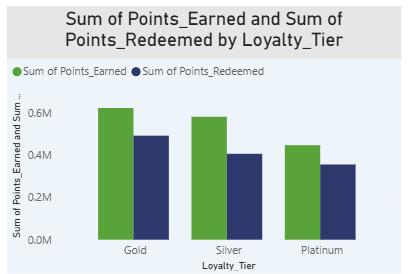 Sum of Points_Earned and Sum of
Points_Redeemed by Loyalty_Tier
Sum of Points_Earned Sum of Points_Redeemed
Sum of Points_Earned and Sum ...
0.6M
0.4M
0.2M
0.0M
Gold Silver Platinum
Loyalty_Tier